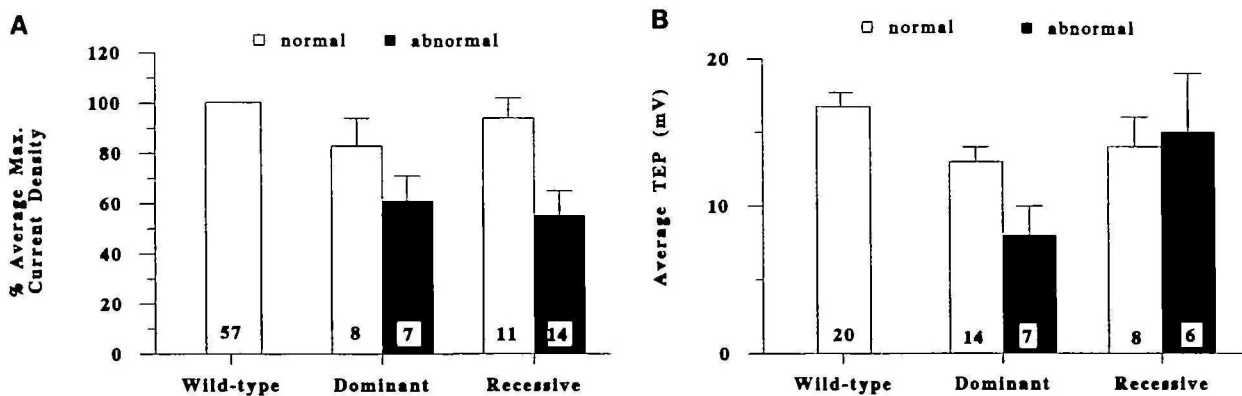 A
normal abnormal
120
100
80
60
40
20
0
% Average Max.
Current Density
57 8 7 11 14
Wild-type Dominant Recessive
B
normal abnormal
20
10
0
Average TEP (mV)
20 14 7 8 6
Wild-type Dominant Recessive